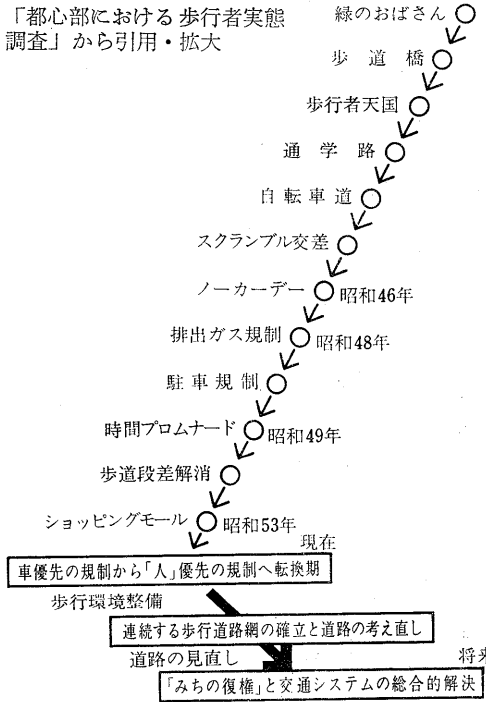 「都心部における歩行者実態
調査」から引用・拡大
緑のおばさん
歩道橋
歩行者天国
通学路
自転車道
スクランブル交差
ノーカーデー
昭和46年
排出ガス規制
昭和48年
駐車規制
時間プロムナード
昭和49年
歩道段差解消
ショッピングモール
昭和53年
現在
車優先の規制から「人」優先の規制へ転換期
歩行環境整備
連続する歩行道路網の確立と道路の考え直し
道路の見直し
将来
「みちの復権」と交通システムの総合的解決